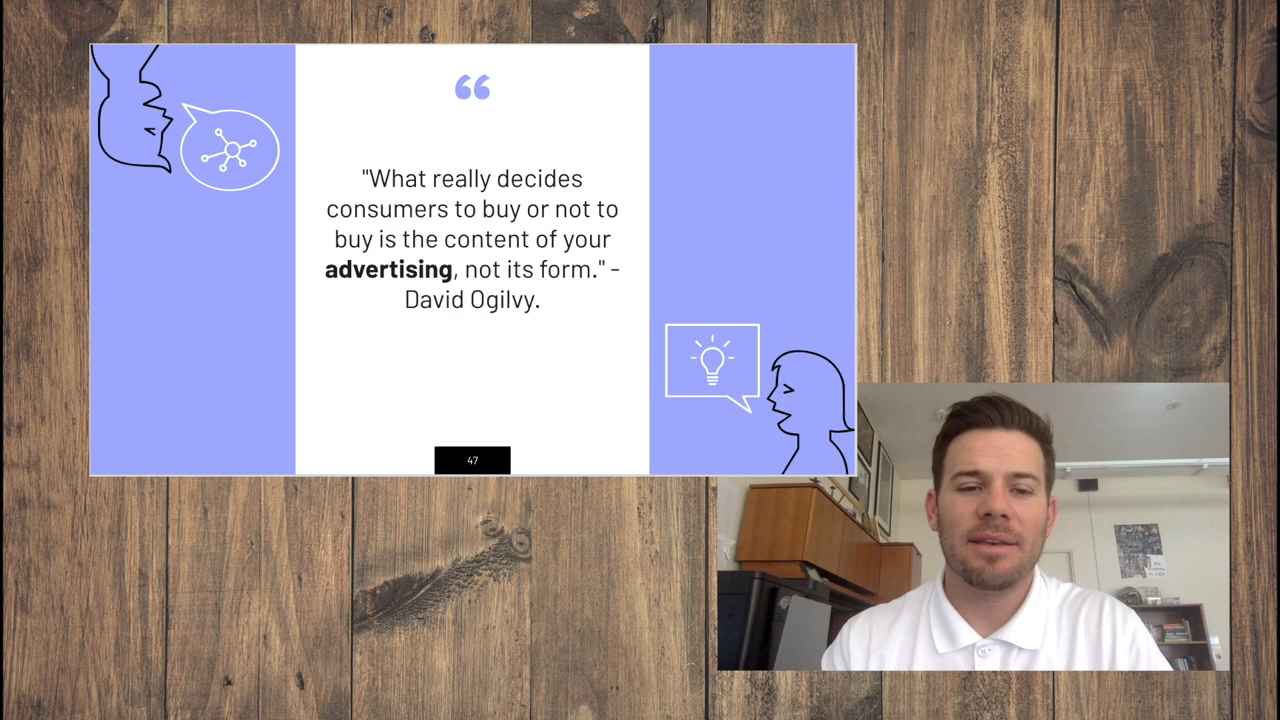 “
"What really decides
consumers to buy or not to
buy is the content of your
advertising, not its form." -
David Ogilvy.
47